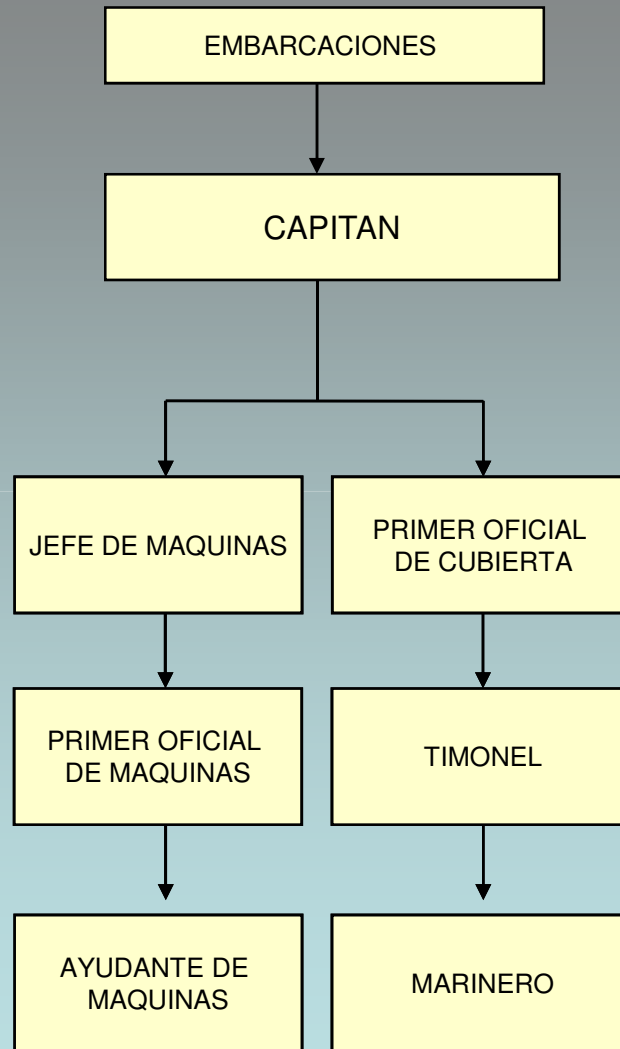 EMBARCACIONES
CAPITAN
JEFE DE MAQUINAS
PRIMER OFICIAL
DE CUBIERTA
PRIMER OFICIAL
DE MAQUINAS
TIMONEL
AYUDANTE DE
MAQUINAS
MARINERO